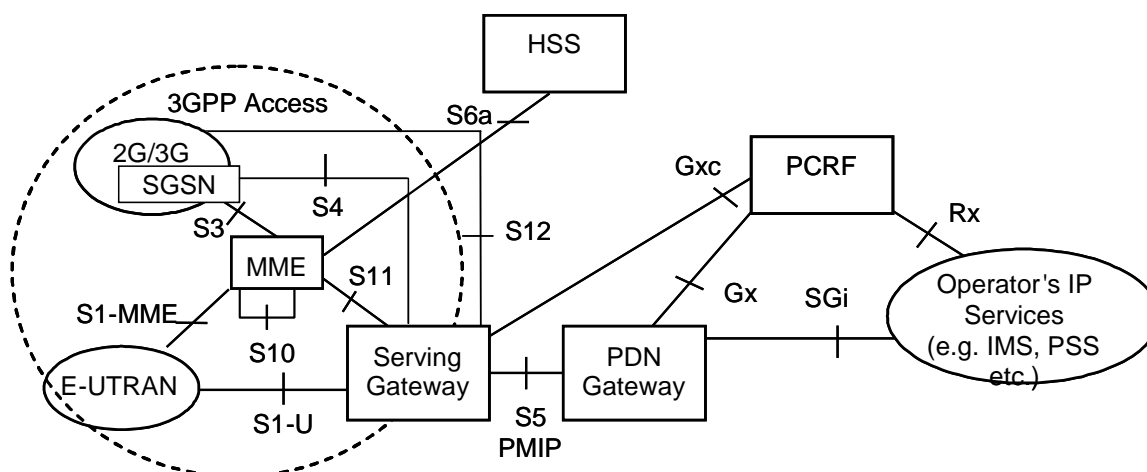 HSS
3GPP Access
S6a
2G/3G
SGSN
S4
S3
Gxc
PCRF
Rx
S12
MME
S11
Gx
SGi
Operator's IP
Services
(e.g. IMS, PSS
etc.)
S1-MME
S10
Serving
Gateway
PDN
Gateway
E-UTRAN
S1-U
S5
PMIP